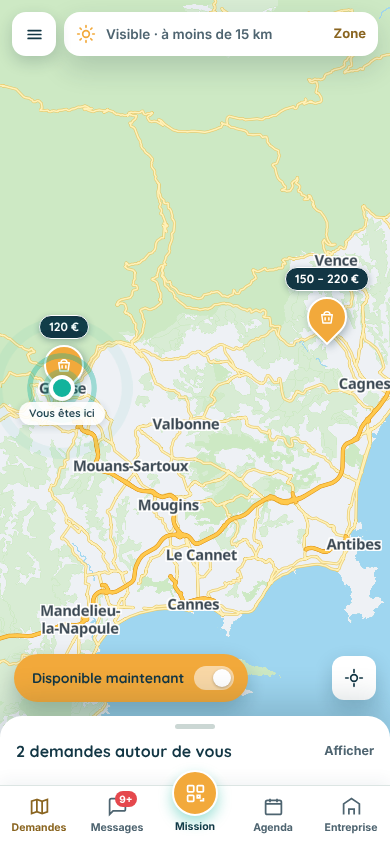 Visible · à moins de 15 km
Zone
Vence
150 – 220 €
120 €
Cagnes
Vous êtes ici
Valbonne
Mouans-Sartoux
Mougins
Antibes
Le Cannet
Cannes
Mandelieu-
la-Napoule
Disponible maintenant
2 demandes autour de vous
Afficher
9+
Demandes
Messages
Mission
Agenda
Entreprise